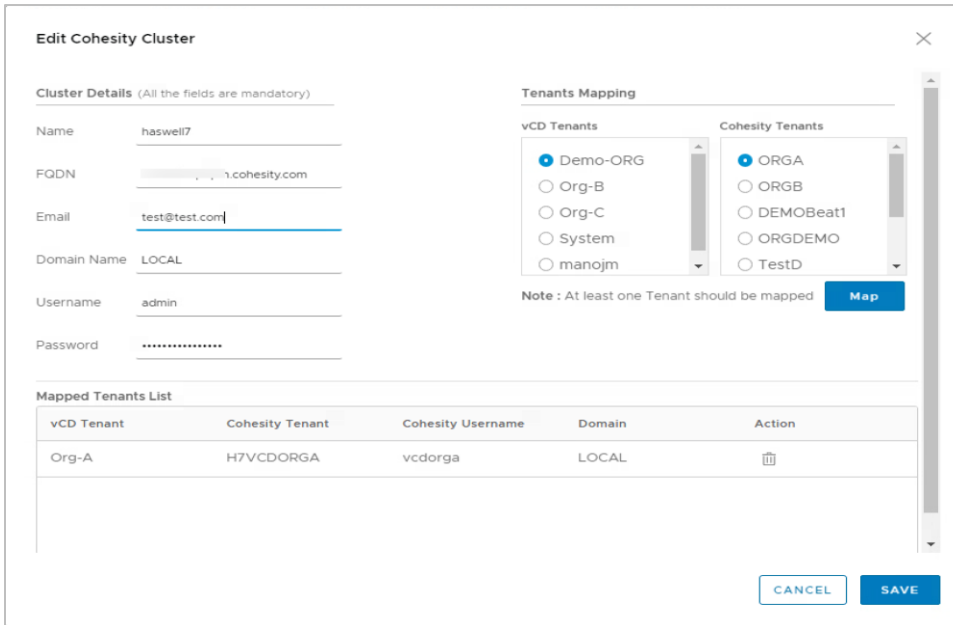 Edit Cohesity Cluster
Cluster Details (All the fields are mandatory)
Name haswell7
FQDN n.cohesity.com
Email test@test.com
Domain Name LOCAL
Username admin
Password ••••••••••••••••
Tenants Mapping
vCD Tenants
Demo-ORG
Org-B
Org-C
System
manojm
Cohesity Tenants
ORGA
ORGB
DEMOBeat1
ORGDEMO
TestD
Note : At least one Tenant should be mapped
Map
Mapped Tenants List
vCD Tenant Cohesity Tenant Cohesity Username Domain Action
Org-A H7VCDORGA vcdorga LOCAL
CANCEL SAVE